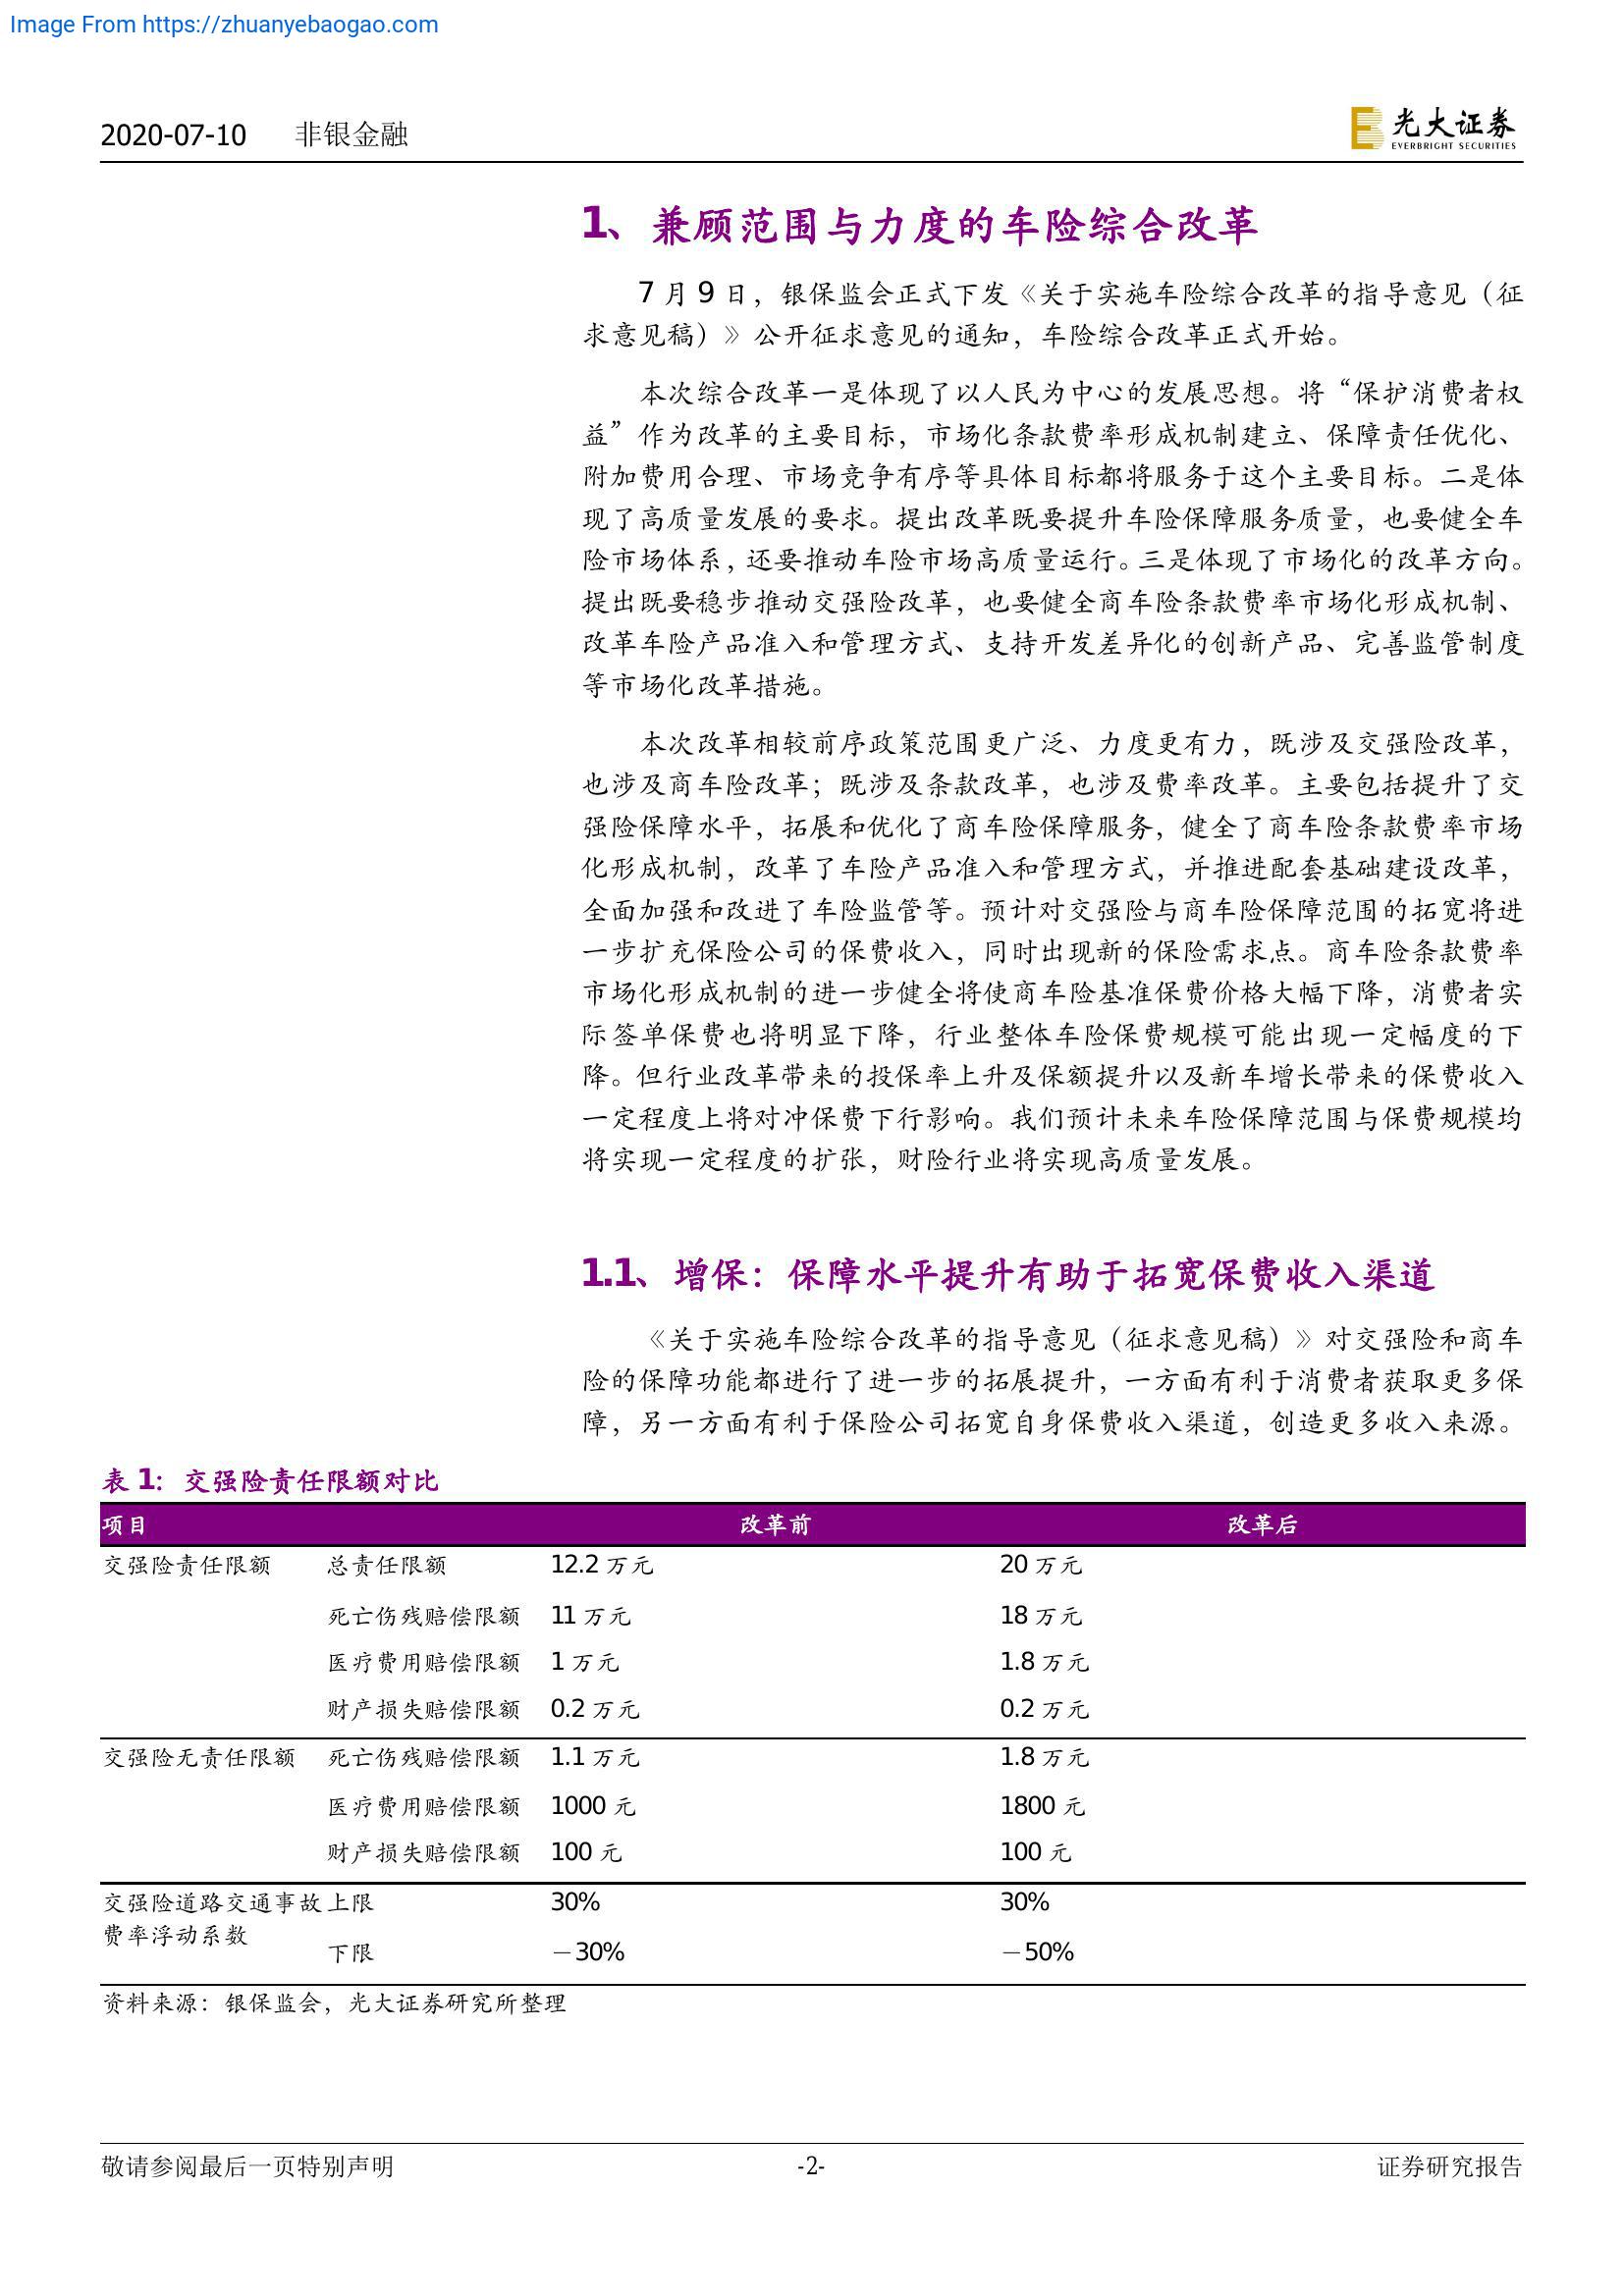 Image From https://zhuanyebaogao.com
2020-07-10 非银金融
光大证券
EVERBRIGHT SECURITIES
1、兼顾范围与力度的车险综合改革
7 月 9 日，银保监会正式下发《关于实施车险综合改革的指导意见（征
求意见稿）》公开征求意见的通知，车险综合改革正式开始。
本次综合改革一是体现了以人民为中心的发展思想。将“保护消费者权
益”作为改革的主要目标，市场化条款费率形成机制建立、保障责任优化、
附加费用合理、市场竞争有序等具体目标都将服务于这个主要目标。二是体
现了高质量发展的要求。提出改革既要提升车险保障服务质量，也要健全车
险市场体系，还要推动车险市场高质量运行。三是体现了市场化的改革方向。
提出既要稳步推动交强险改革，也要健全商车险条款费率市场化形成机制、
改革车险产品准入和管理方式、支持开发差异化的创新产品、完善监管制度
等市场化改革措施。
本次改革相较前序政策范围更广泛、力度更有力，既涉及交强险改革，
也涉及商车险改革；既涉及条款改革，也涉及费率改革。主要包括提升了交
强险保障水平，拓展和优化了商车险保障服务，健全了商车险条款费率市场
化形成机制，改革了车险产品准入和管理方式，并推进配套基础建设改革，
全面加强和改进了车险监管等。预计对交强险与商车险保障范围的拓宽将进
一步扩充保险公司的保费收入，同时出现新的保险需求点。商车险条款费率
市场化形成机制的进一步健全将使商车险基准保费价格大幅下降，消费者实
际签单保费也将明显下降，行业整体车险保费规模可能出现一定幅度的下
降。但行业改革带来的投保率上升及保额提升以及新车增长带来的保费收入
一定程度上将对冲保费下行影响。我们预计未来车险保障范围与保费规模均
将实现一定程度的扩张，财险行业将实现高质量发展。
1.1、增保：保障水平提升有助于拓宽保费收入渠道
《关于实施车险综合改革的指导意见（征求意见稿）》对交强险和商车
险的保障功能都进行了进一步的拓展提升，一方面有利于消费者获取更多保
障，另一方面有利于保险公司拓宽自身保费收入渠道，创造更多收入来源。
表 1：交强险责任限额对比
项目 改革前 改革后
交强险责任限额 总责任限额 12.2 万元 20 万元
死亡伤残赔偿限额 11 万元 18 万元
医疗费用赔偿限额 1 万元 1.8 万元
财产损失赔偿限额 0.2 万元 0.2 万元
交强险无责任限额 死亡伤残赔偿限额 1.1 万元 1.8 万元
医疗费用赔偿限额 1000 元 1800 元
财产损失赔偿限额 100 元 100 元
交强险道路交通事故 上限 30% 30%
费率浮动系数
下限 －30% －50%
资料来源：银保监会，光大证券研究所整理
敬请参阅最后一页特别声明 -2- 证券研究报告